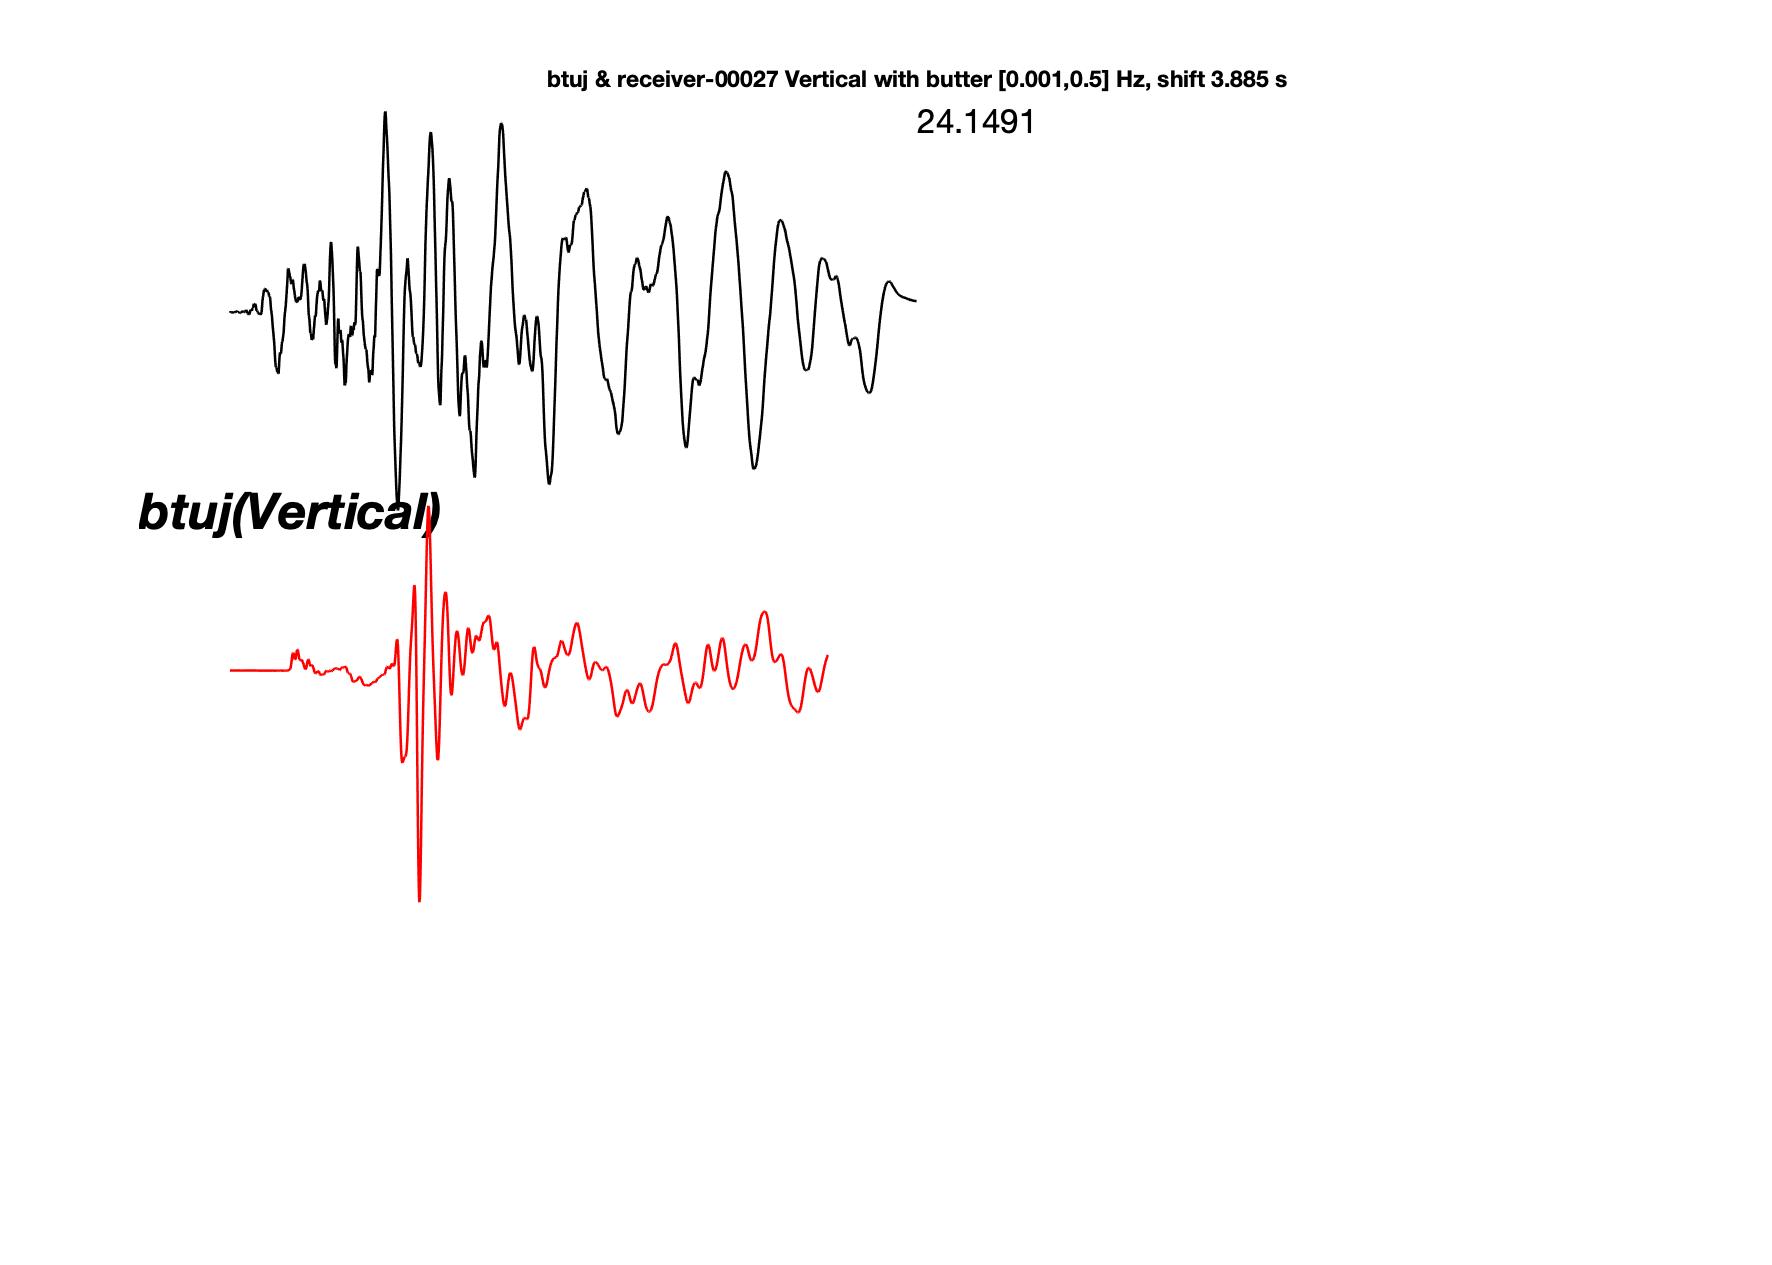 btuj & receiver-00027 Vertical with butter [0.001,0.5] Hz, shift 3.885 s
24.1491
btuj(Vertical)